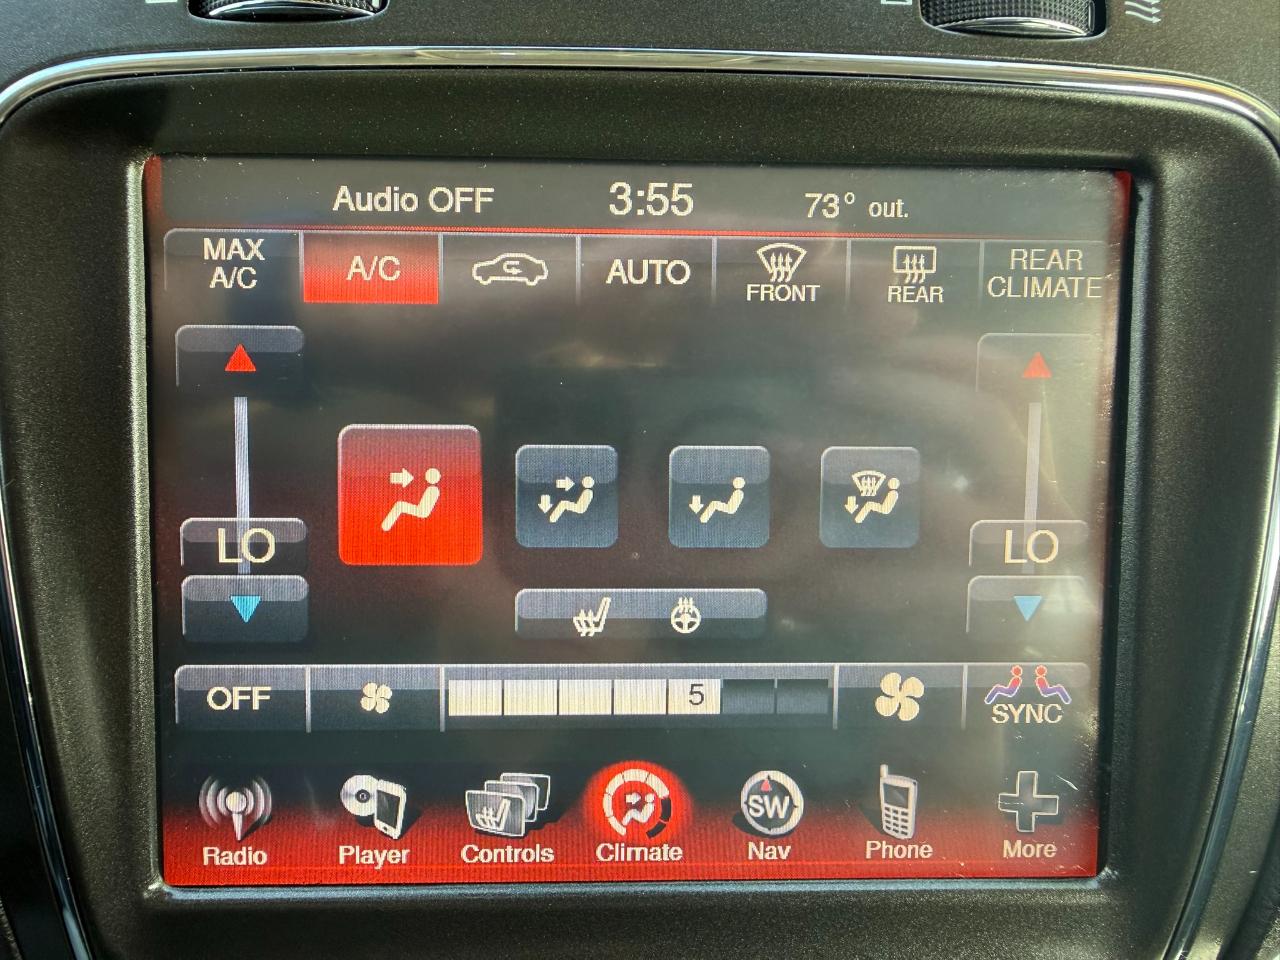 Audio OFF 3:55 73° out.
MAX A/C
A/C
AUTO
FRONT
REAR
REAR CLIMATE
LO
LO
OFF
5
SYNC
SW
Radio
Player
Controls
Climate
Nav
Phone
More